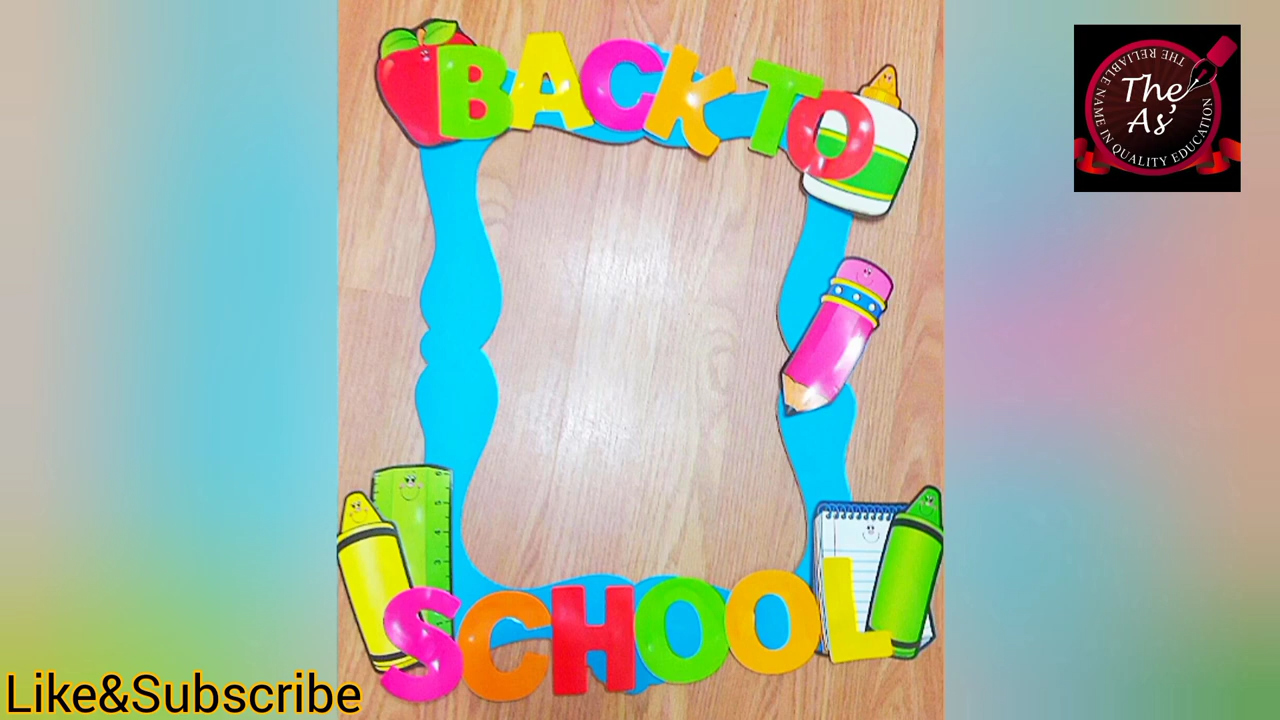 BACK TO
The
As'
THE RELIABLE NAME IN QUALITY EDUCATION
SCHOOL
Like&Subscribe